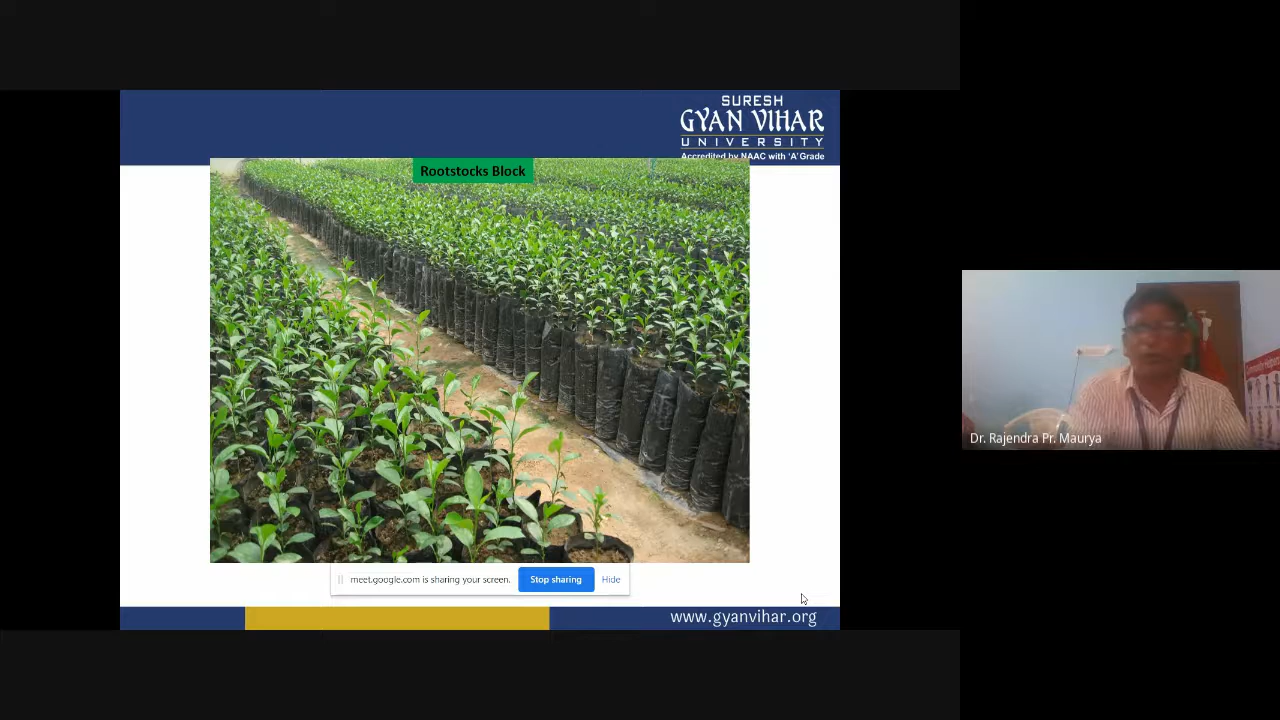 SURESH
GYAN VIHAR
UNIVERSITY
Accredited by NAAC with 'A' Grade
Rootstocks Block
Dr. Rajendra Pr. Maurya
meet.google.com is sharing your screen.
Stop sharing
Hide
www.gyanvihar.org